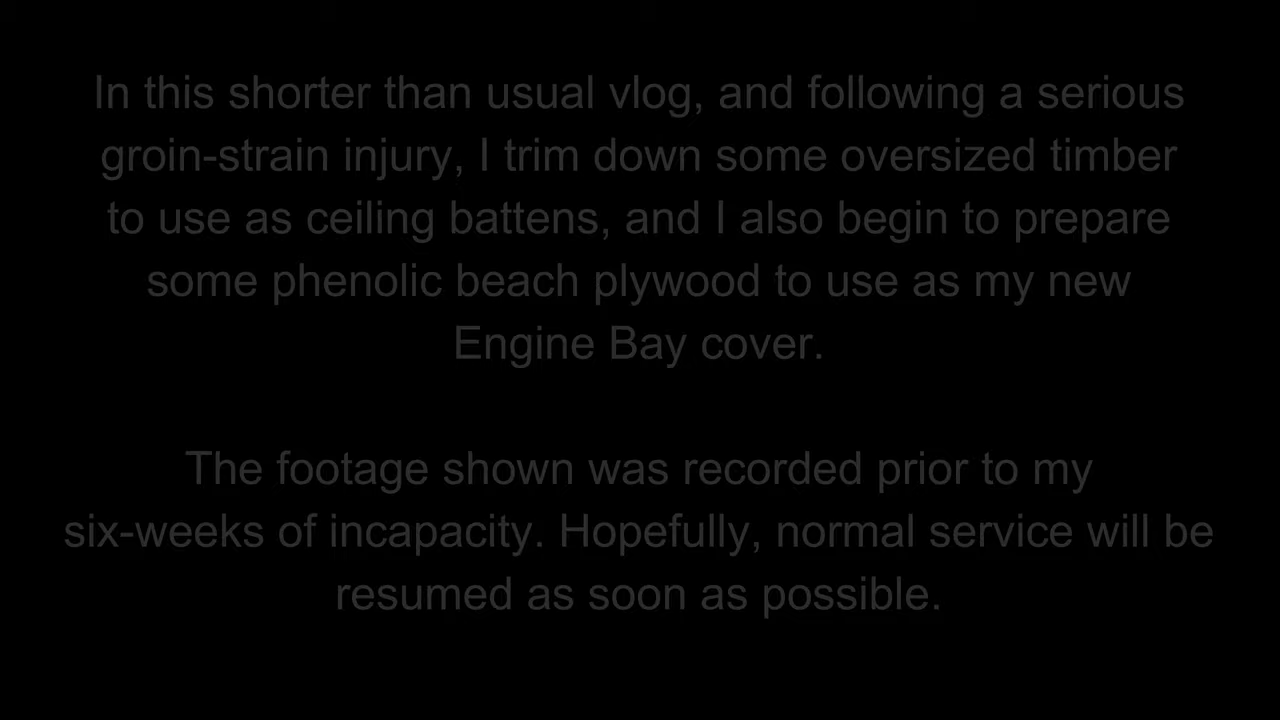 In this shorter than usual vlog, and following a serious
groin-strain injury, I trim down some oversized timber
to use as ceiling battens, and I also begin to prepare
some phenolic beach plywood to use as my new
Engine Bay cover.
The footage shown was recorded prior to my
six-weeks of incapacity. Hopefully, normal service will be
resumed as soon as possible.